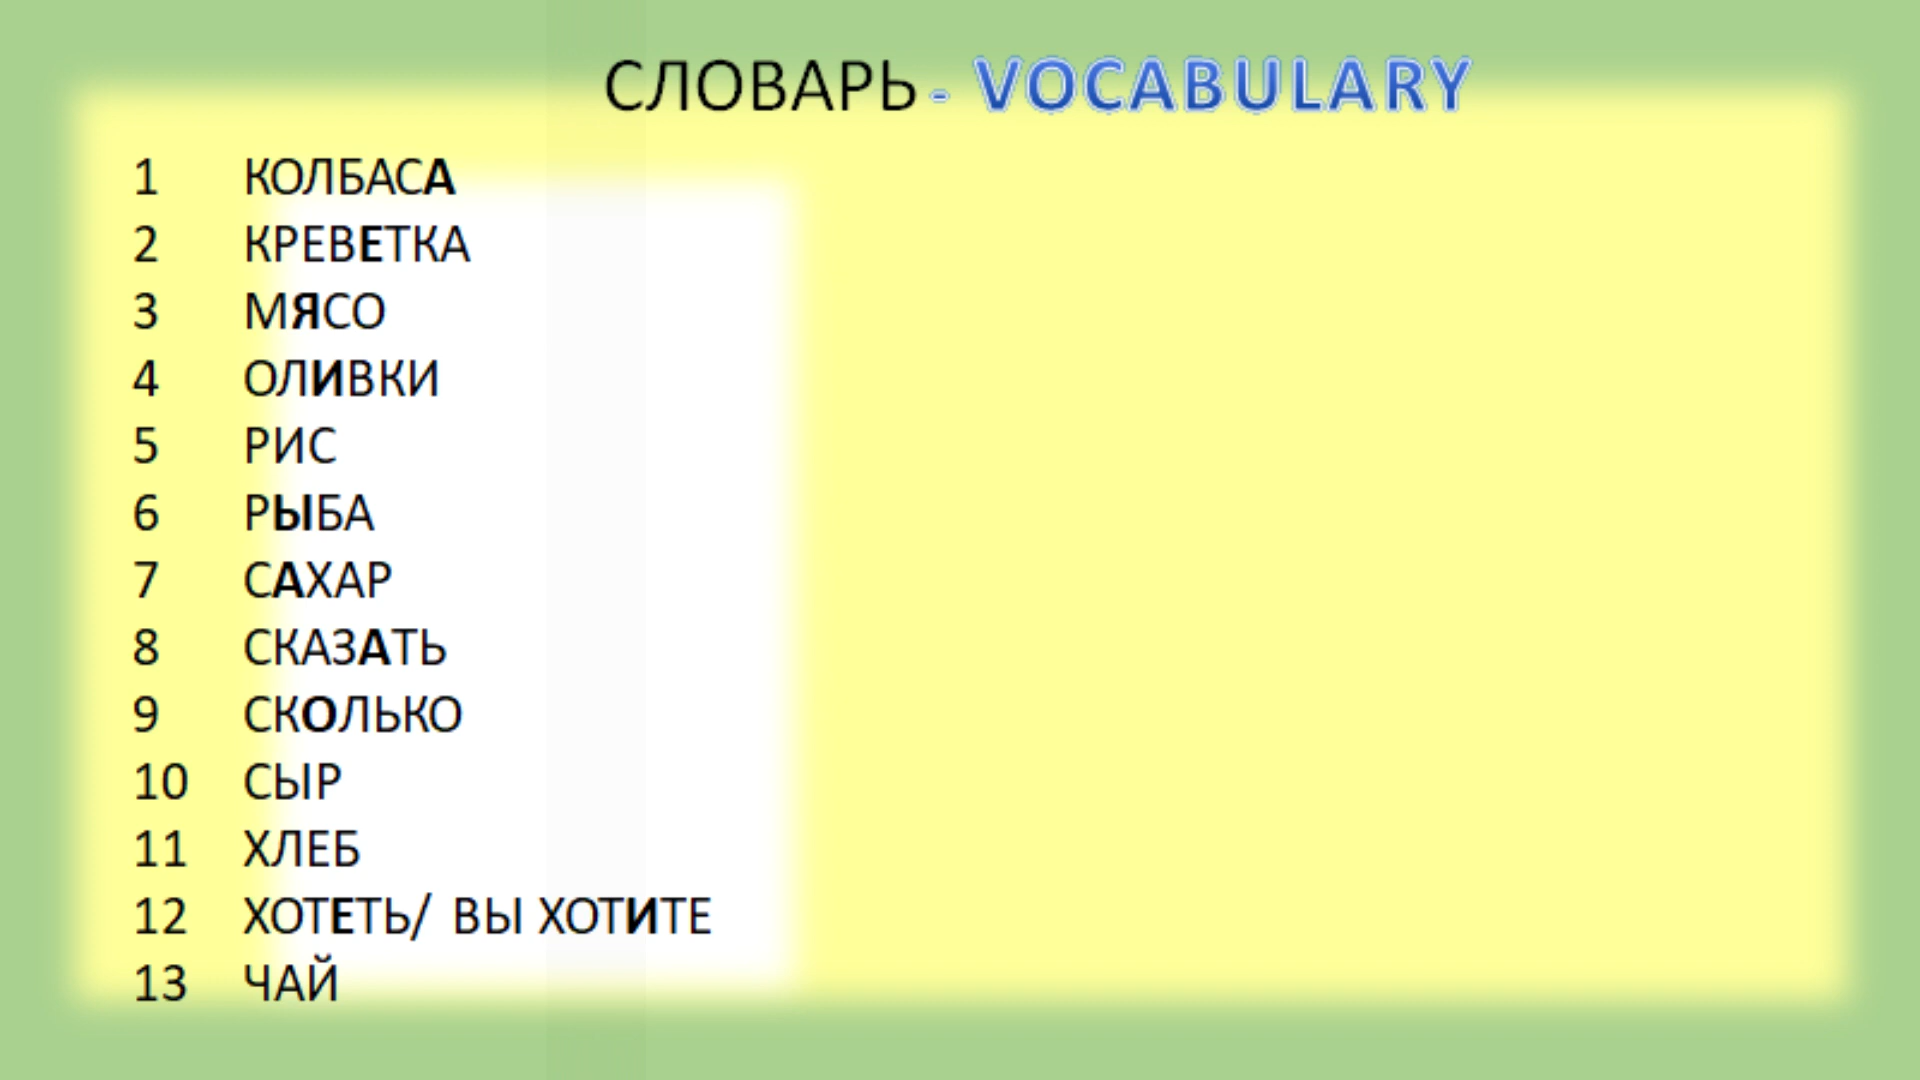 СЛОВАРЬ - VOCABULARY
1 КОЛБАСА
2 КРЕВЕТКА
3 МЯСО
4 ОЛИВКИ
5 РИС
6 РЫБА
7 САХАР
8 СКАЗАТЬ
9 СКОЛЬКО
10 СЫР
11 ХЛЕБ
12 ХОТЕТЬ/ ВЫ ХОТИТЕ
13 ЧАЙ